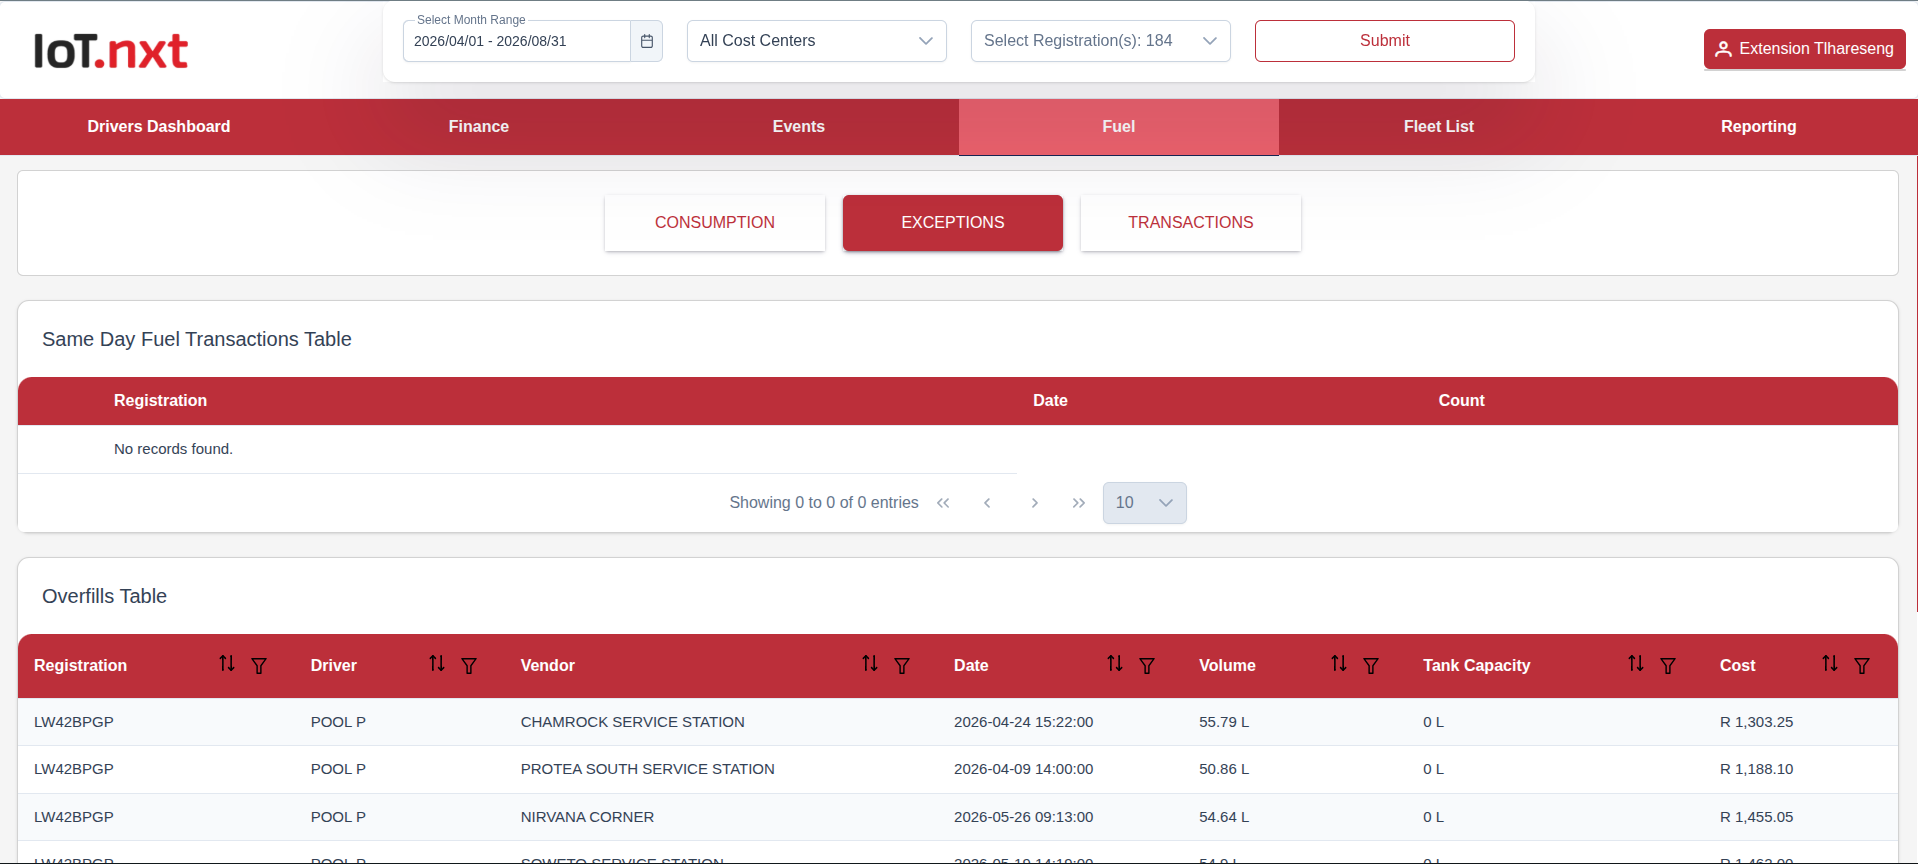 Select Month Range
2026/04/01 - 2026/08/31
All Cost Centers
Select Registration(s): 184
Submit
IoT.nxt
Extension Tlhareseng
Drivers Dashboard Finance Events Fuel Fleet List Reporting
CONSUMPTION EXCEPTIONS TRANSACTIONS
Same Day Fuel Transactions Table
Registration Date Count
No records found.
Showing 0 to 0 of 0 entries 10
Overfills Table
Registration Driver Vendor Date Volume Tank Capacity Cost
LW42BPGP POOL P CHAMROCK SERVICE STATION 2026-04-24 15:22:00 55.79 L 0 L R 1,303.25
LW42BPGP POOL P PROTEA SOUTH SERVICE STATION 2026-04-09 14:00:00 50.86 L 0 L R 1,188.10
LW42BPGP POOL P NIRVANA CORNER 2026-05-26 09:13:00 54.64 L 0 L R 1,455.05
LW42BPGP POOL P SOWETO SERVICE STATION